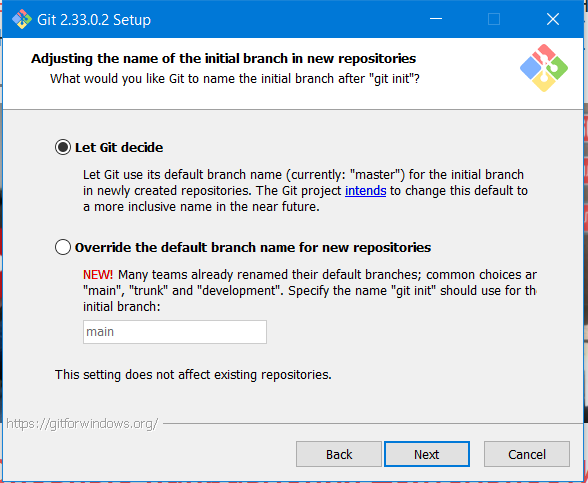 Git 2.33.0.2 Setup
Adjusting the name of the initial branch in new repositories
What would you like Git to name the initial branch after "git init"?
Let Git decide
Let Git use its default branch name (currently: "master") for the initial branch
in newly created repositories. The Git project intends to change this default to
a more inclusive name in the near future.
Override the default branch name for new repositories
NEW! Many teams already renamed their default branches; common choices ar
"main", "trunk" and "development". Specify the name "git init" should use for the
initial branch:
main
This setting does not affect existing repositories.
https://gitforwindows.org/
Back
Next
Cancel